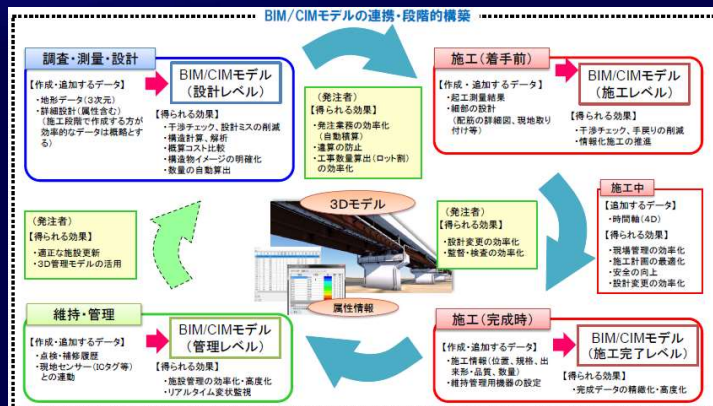 BIM/CIMモデルの連携・段階的構築
調査・測量・設計
【作成・追加するデータ】
・地形データ(3次元)
・詳細設計(属性含む)
(施工段階で作成する方が
効率的なデータは概略とす
る)
BIM/CIMモデル
(設計レベル)
【得られる効果】
・干渉チェック、設計ミスの削減
・構造計算、解析
・概算コスト比較
・構造物イメージの明確化
・数量の自動算出
(発注者)
【得られる効果】
・発注業務の効率化
(自動積算)
・違算の防止
・工事数量算出(ロット割)
の効率化
施工(着手前)
【作成・追加するデータ】
・起工測量結果
・細部の設計
(配筋の詳細図、現地取り
付け等)
BIM/CIMモデル
(施工レベル)
【得られる効果】
・干渉チェック、手戻りの削減
・情報化施工の推進
施工中
【追加するデータ】
・時間軸(4D)
【得られる効果】
・現場管理の効率化
・施工計画の最適化
・安全の向上
・設計変更の効率化
(発注者)
【得られる効果】
・適正な施設更新
・3D管理モデルの活用
3Dモデル
属性情報
(発注者)
【得られる効果】
・設計変更の効率化
・監督・検査の効率化
維持・管理
【作成・追加するデータ】
・点検・補修履歴
・現地センサー(ICタグ等)
との連動
BIM/CIMモデル
(管理レベル)
【得られる効果】
・施設管理の効率化・高度化
・リアルタイム変状監視
施工(完成時)
【作成・追加するデータ】
・施工情報(位置、規格、出
来形・品質、数量)
・維持管理用機器の設定
BIM/CIMモデル
(施工完了レベル)
【得られる効果】
・完成データの精緻化・高度化